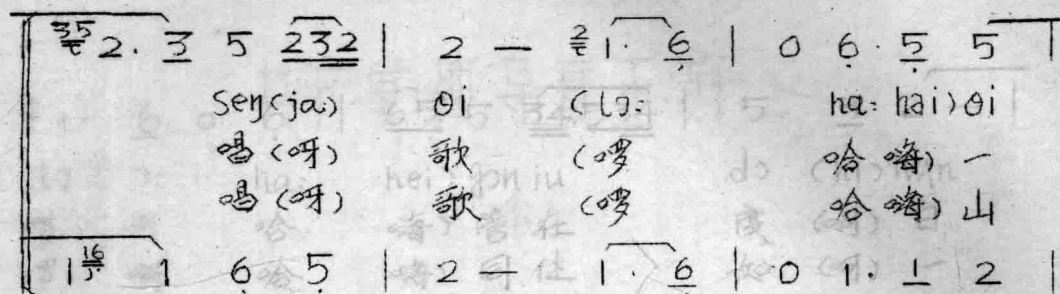 35 2. 3 5 232 | 2 — 2 1. 6 | 0 6. 5 5 |
seŋ(ja) θi (lɔ: ha: hai) θi
唱(呀) 歌 (啰 哈嗨) 一
唱(呀) 歌 (啰 哈嗨) 山
1 16 1 6 5 | 2 — 1. 6 | 0 1. 1 2 |